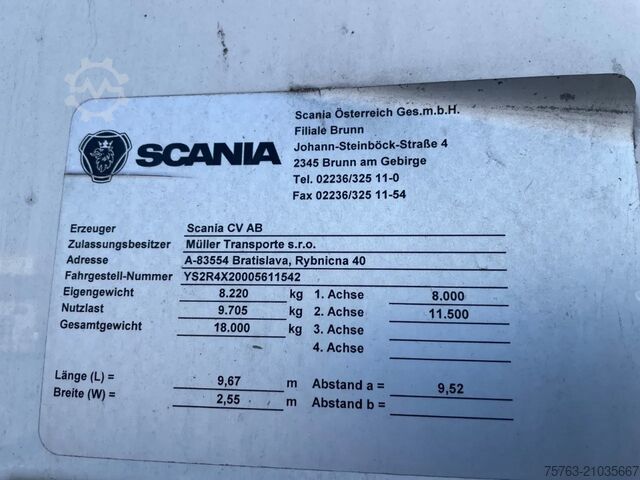 Scania Österreich Ges.m.b.H.
Filiale Brunn
Johann-Steinböck-Straße 4
2345 Brunn am Gebirge
Tel. 02236/325 11-0
Fax 02236/325 11-54
SCANIA
Erzeuger Scania CV AB
Zulassungsbesitzer Müller Transporte s.r.o.
Adresse A-83554 Bratislava, Rybnicna 40
Fahrgestell-Nummer YS2R4X20005611542
Eigengewicht 8.220 kg 1. Achse 8.000
Nutzlast 9.705 kg 2. Achse 11.500
Gesamtgewicht 18.000 kg 3. Achse
4. Achse
Länge (L) = 9,67 m Abstand a = 9,52
Breite (W) = 2,55 m Abstand b =
75763-21035667